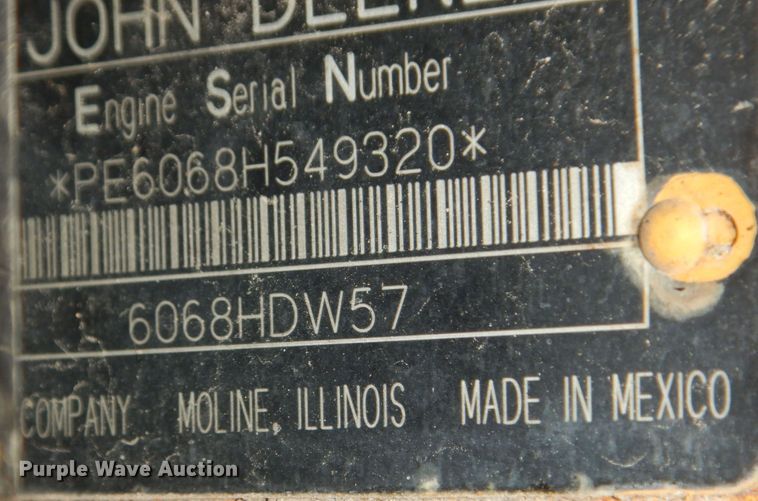 JOHN DEERE
Engine Serial Number
*PE6068H549320*
6068HDW57
COMPANY MOLINE, ILLINOIS MADE IN MEXICO
Purple Wave Auction